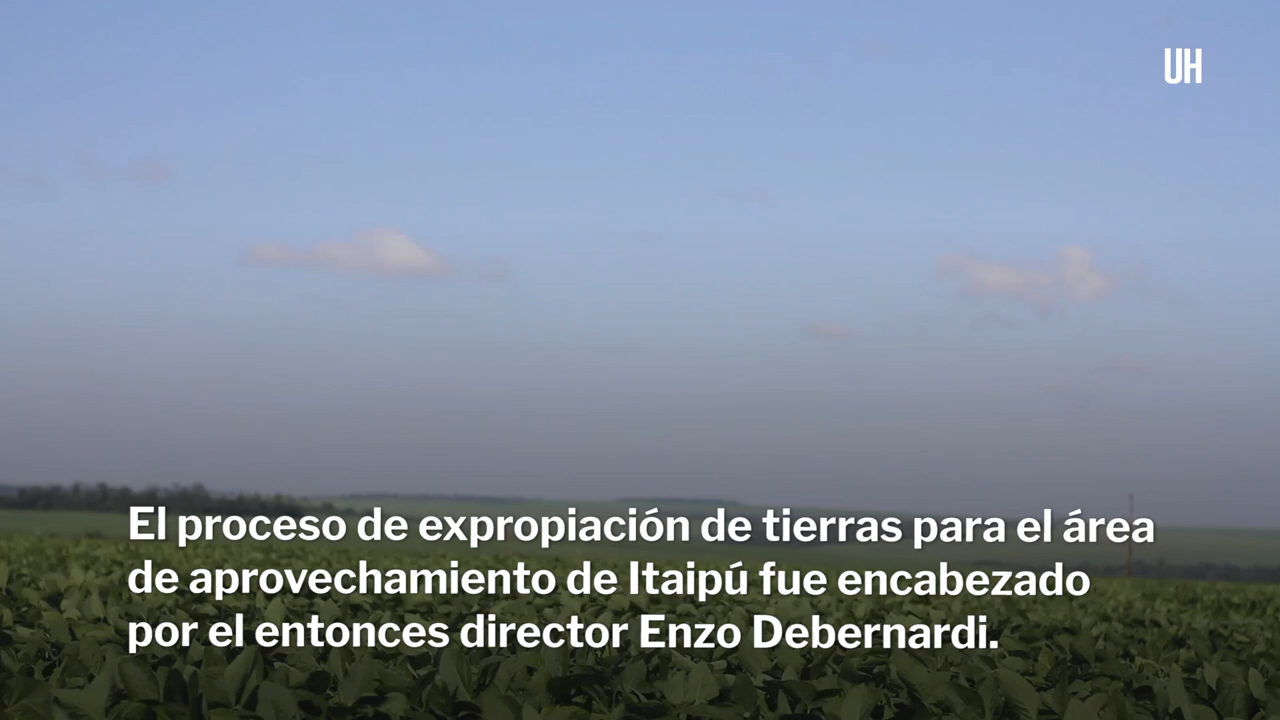 UH
El proceso de expropiación de tierras para el área
de aprovechamiento de Itaipú fue encabezado
por el entonces director Enzo Debernardi.